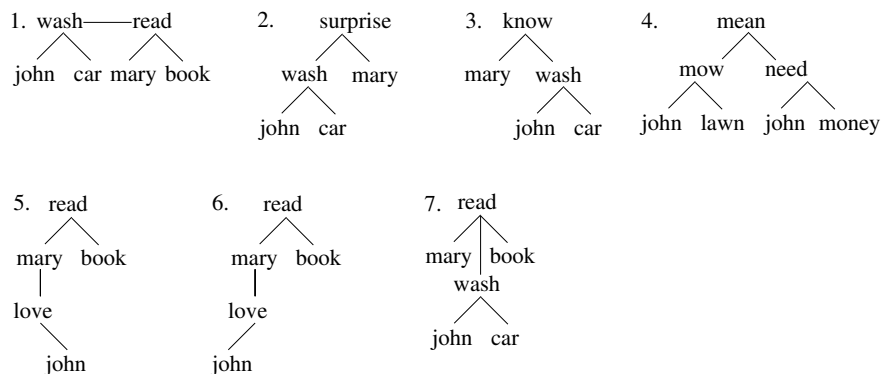 1. wash read 2. surprise 3. know 4. mean
john car mary book wash mary mary wash mow need
john car john car john lawn john money
5. read 6. read 7. read
mary book mary book mary book
wash
love love
john car
john john